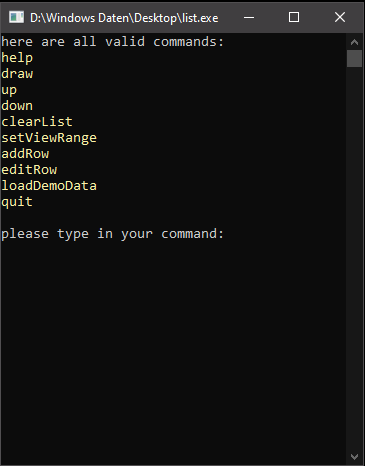 D:\Windows Daten\Desktop\list.exe
here are all valid commands:
help
draw
up
down
clearList
setViewRange
addRow
editRow
loadDemoData
quit
please type in your command: